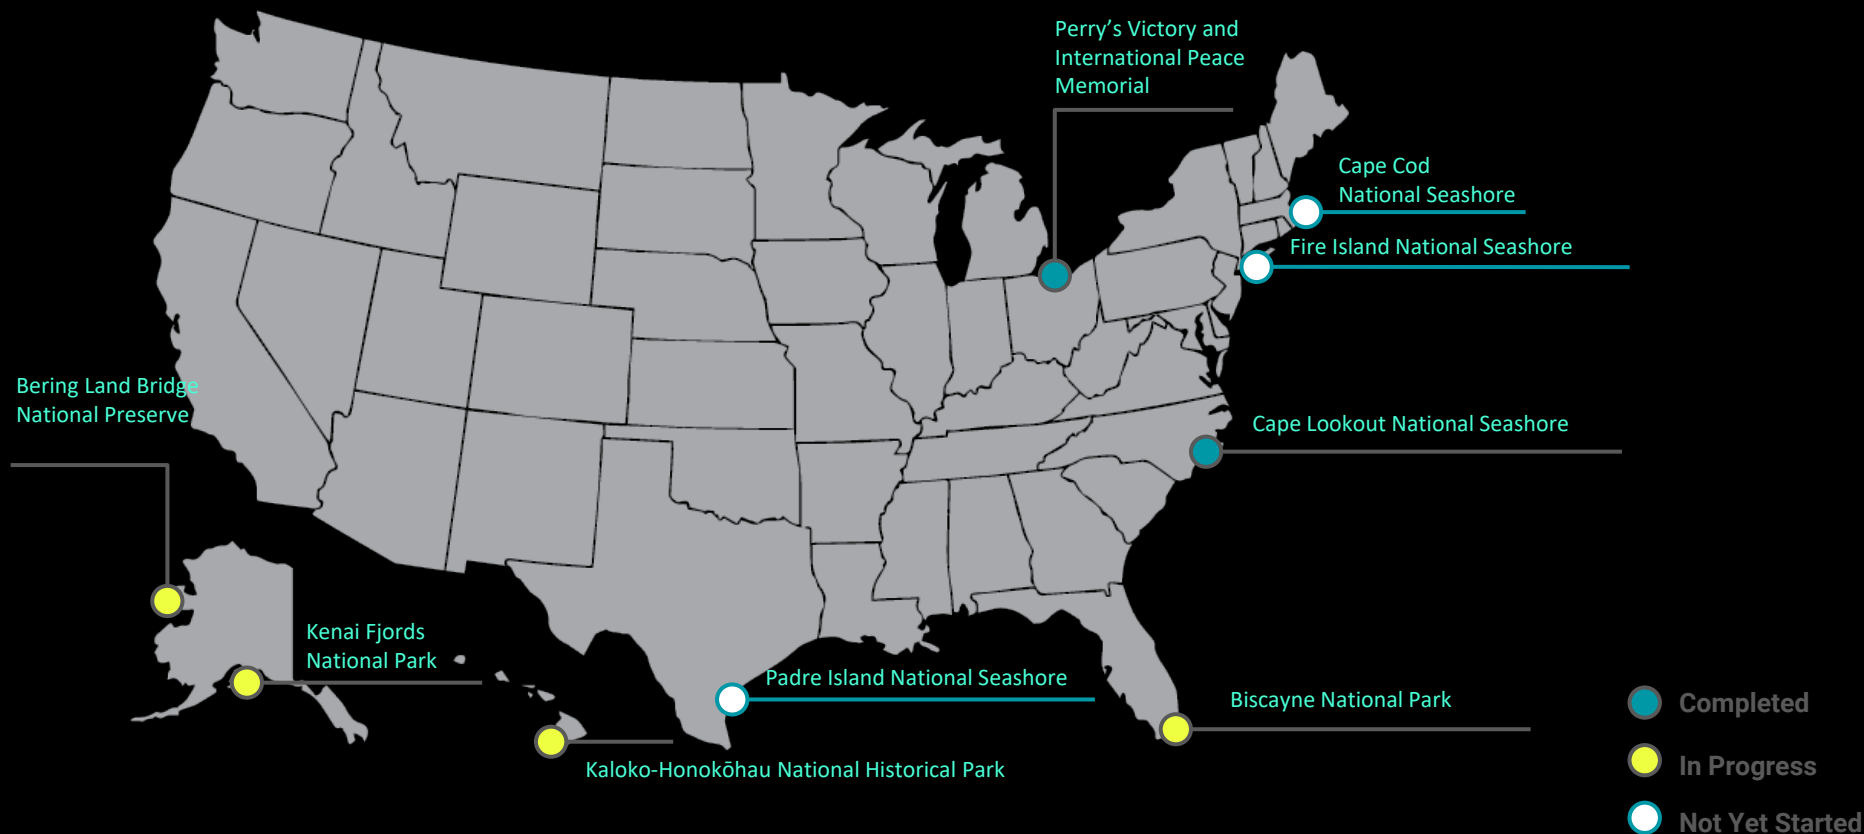 Perry’s Victory and
International Peace
Memorial
Cape Cod
National Seashore
Fire Island National Seashore
Bering Land Bridge
National Preserve
Cape Lookout National Seashore
Kenai Fjords
National Park
Padre Island National Seashore
Biscayne National Park
Kaloko-Honokōhau National Historical Park
Completed
In Progress
Not Yet Started